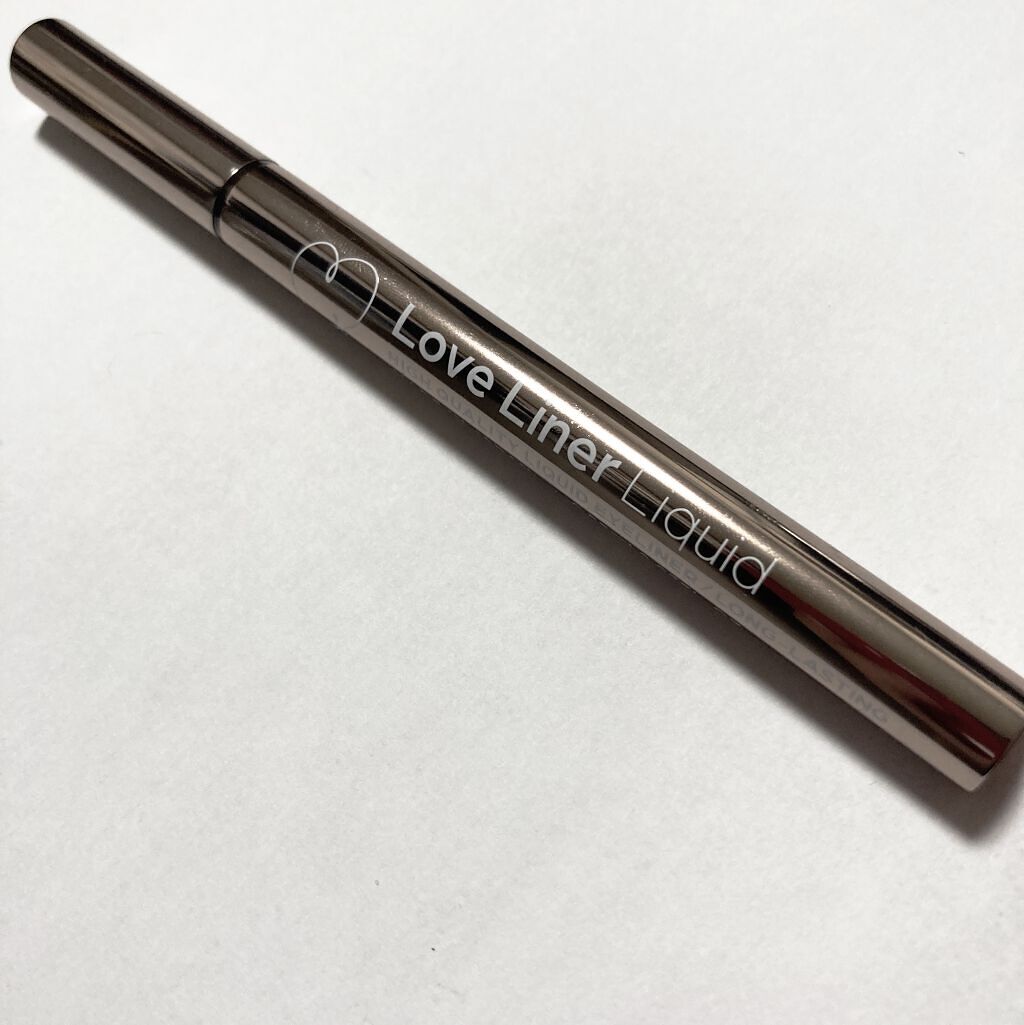 Love Liner Liquid
HIGH QUALITY LIQUID EYELINER / LONG-LASTING